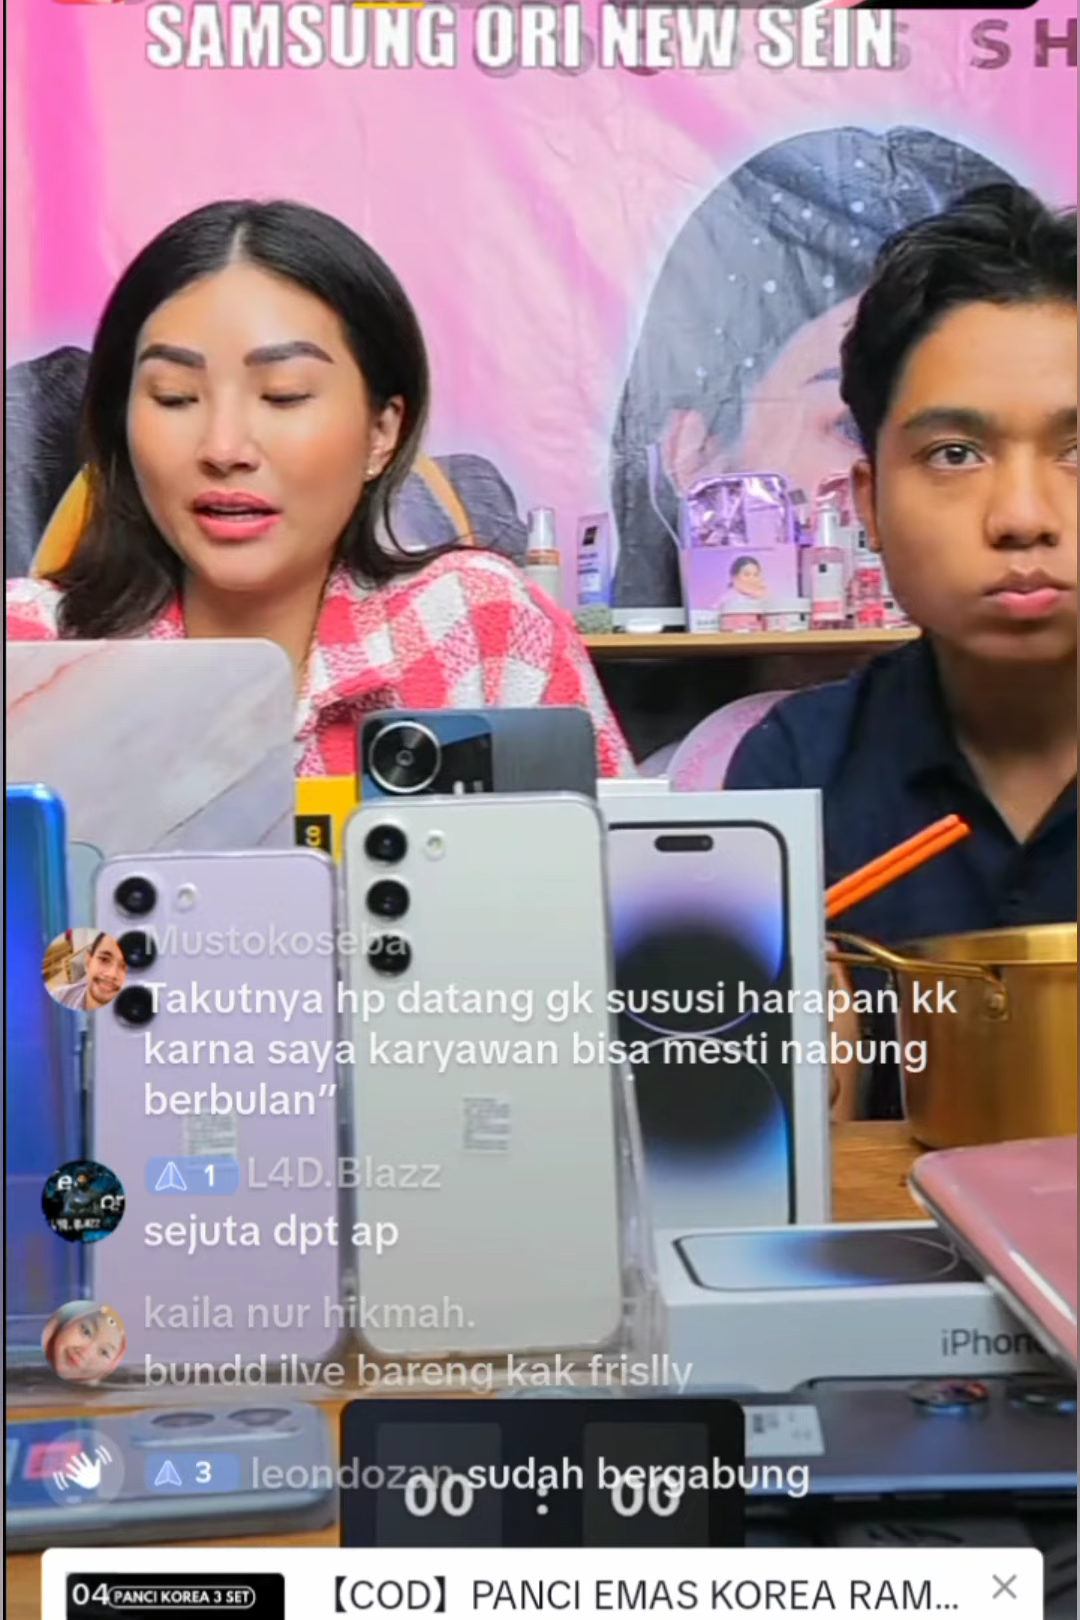 SAMSUNG ORI NEW SEIN
SH
Mustokoseba
Takutnya hp datang gk sususi harapan kk
karna saya karyawan bisa mesti nabung
berbulan”
1 L4D.Blazz
sejuta dpt ap
kaila nur hikmah.
bundd ilve bareng kak frislly
iPhon
3 leondozan sudah bergabung
00 : 00
04 PANCI KOREA 3 SET
【COD】PANCI EMAS KOREA RAM...